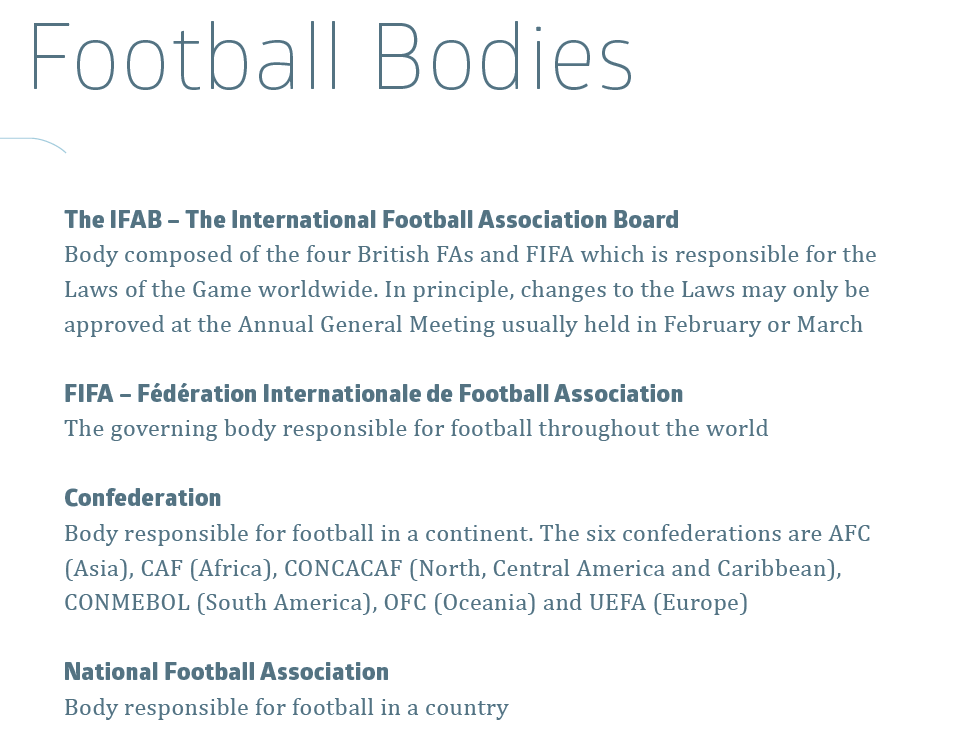 Football Bodies
The IFAB – The International Football Association Board
Body composed of the four British FAs and FIFA which is responsible for the
Laws of the Game worldwide. In principle, changes to the Laws may only be
approved at the Annual General Meeting usually held in February or March
FIFA – Fédération Internationale de Football Association
The governing body responsible for football throughout the world
Confederation
Body responsible for football in a continent. The six confederations are AFC
(Asia), CAF (Africa), CONCACAF (North, Central America and Caribbean),
CONMEBOL (South America), OFC (Oceania) and UEFA (Europe)
National Football Association
Body responsible for football in a country